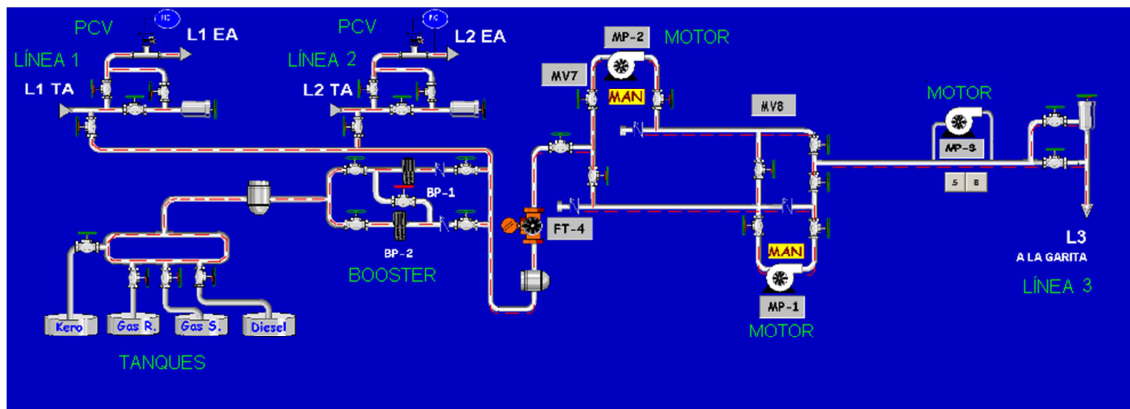 PCV
L1 EA
LÍNEA 1
L1 TA
PCV
L2 EA
LÍNEA 2
L2 TA
MP-2
MOTOR
MV7
MAN
MV8
MOTOR
MP-3
S E
BP-1
BP-2
BOOSTER
FT-4
MAN
MP-1
MOTOR
L3
A LA GARITA
LÍNEA 3
Kero
Gas R.
Gas S.
Diesel
TANQUES